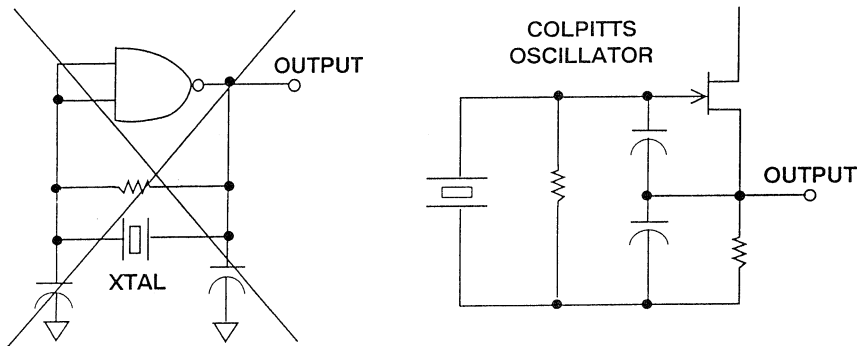 OUTPUT
XTAL
COLPITTS
OSCILLATOR
OUTPUT